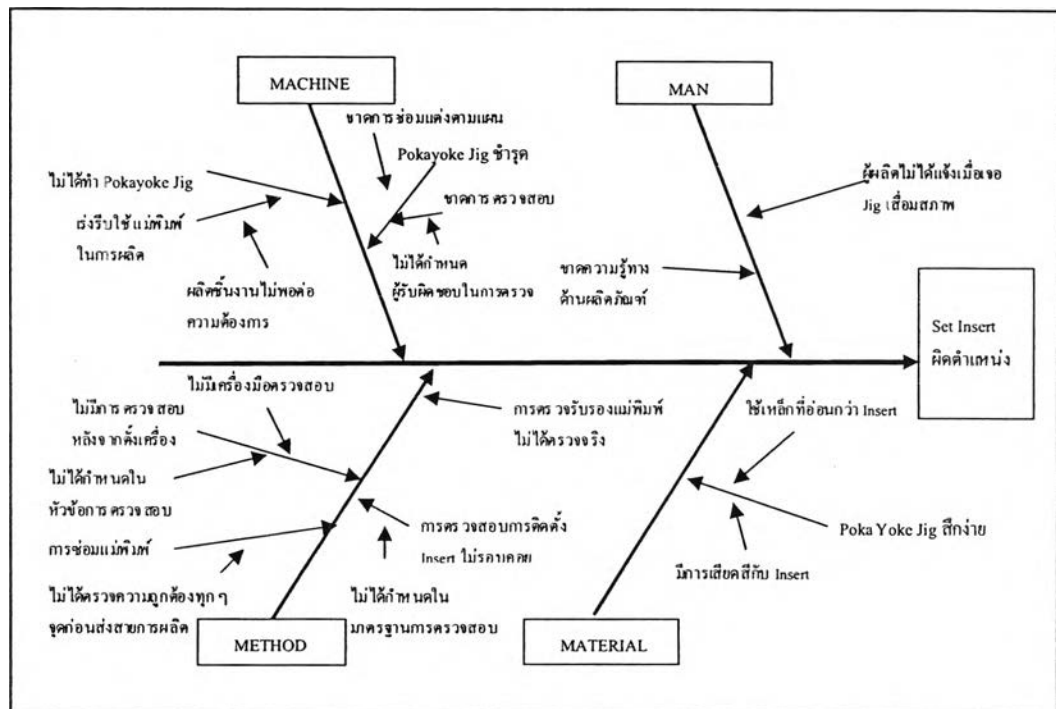 MACHINE
MAN
ขาดการซ่อมแต่งตามแผน
Pokayoke Jig ชำรุด
ไม่ได้ทำ Pokayoke Jig
ขาดการตรวจสอบ
เร่งรีบใช้แม่พิมพ์
ในการผลิต
ไม่ได้กำหนด
ผู้รับผิดชอบในการตรวจ
ผลิตชิ้นงานไม่พอต่อ
ความต้องการ
ผู้ผลิตไม่ได้แจ้งเมื่อเจอ
Jig เสื่อมสภาพ
ขาดความรู้ทาง
ด้านผลิตภัณฑ์
Set Insert
ผิดตำแหน่ง
ไม่มีเครื่องมือตรวจสอบ
ไม่มีการตรวจสอบ
หลังจากตั้งเครื่อง
การตรวจรับรองแม่พิมพ์
ไม่ได้ตรวจจริง
ใช้เหล็กที่อ่อนกว่า Insert
ไม่ได้กำหนดใน
หัวข้อการตรวจสอบ
การซ่อมแม่พิมพ์
การตรวจสอบการติดตั้ง
Insert ไม่รอบคอบ
Poka Yoke Jig สึกง่าย
มีการเสียดสีกับ Insert
ไม่ได้ตรวจความถูกต้องทุกๆ
จุดก่อนส่งสายการผลิต
ไม่ได้กำหนดใน
มาตรฐานการตรวจสอบ
METHOD
MATERIAL